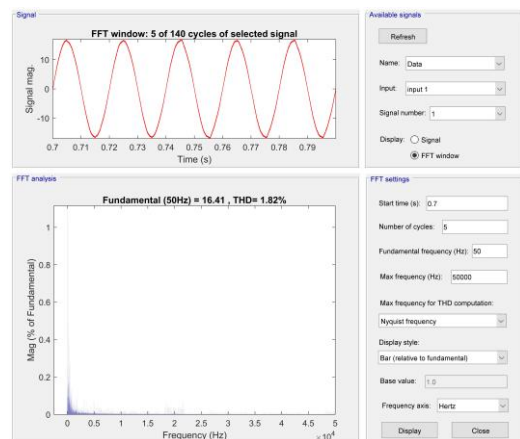 Signal
FFT window: 5 of 140 cycles of selected signal
Signal mag.
10
0
-10
0.7 0.71 0.72 0.73 0.74 0.75 0.76 0.77 0.78 0.79
Time (s)
Available signals
Refresh
Name: Data
Input: input 1
Signal number: 1
Display: Signal
FFT window
FFT analysis
Fundamental (50Hz) = 16.41 , THD= 1.82%
Mag (% of Fundamental)
1
0.8
0.6
0.4
0.2
0
0 0.5 1 1.5 2 2.5 3 3.5 4 4.5 5
Frequency (Hz)
×10⁴
FFT settings
Start time (s): 0.7
Number of cycles: 5
Fundamental frequency (Hz): 50
Max frequency (Hz): 50000
Max frequency for THD computation:
Nyquist frequency
Display style:
Bar (relative to fundamental)
Base value: 1.0
Frequency axis: Hertz
Display Close